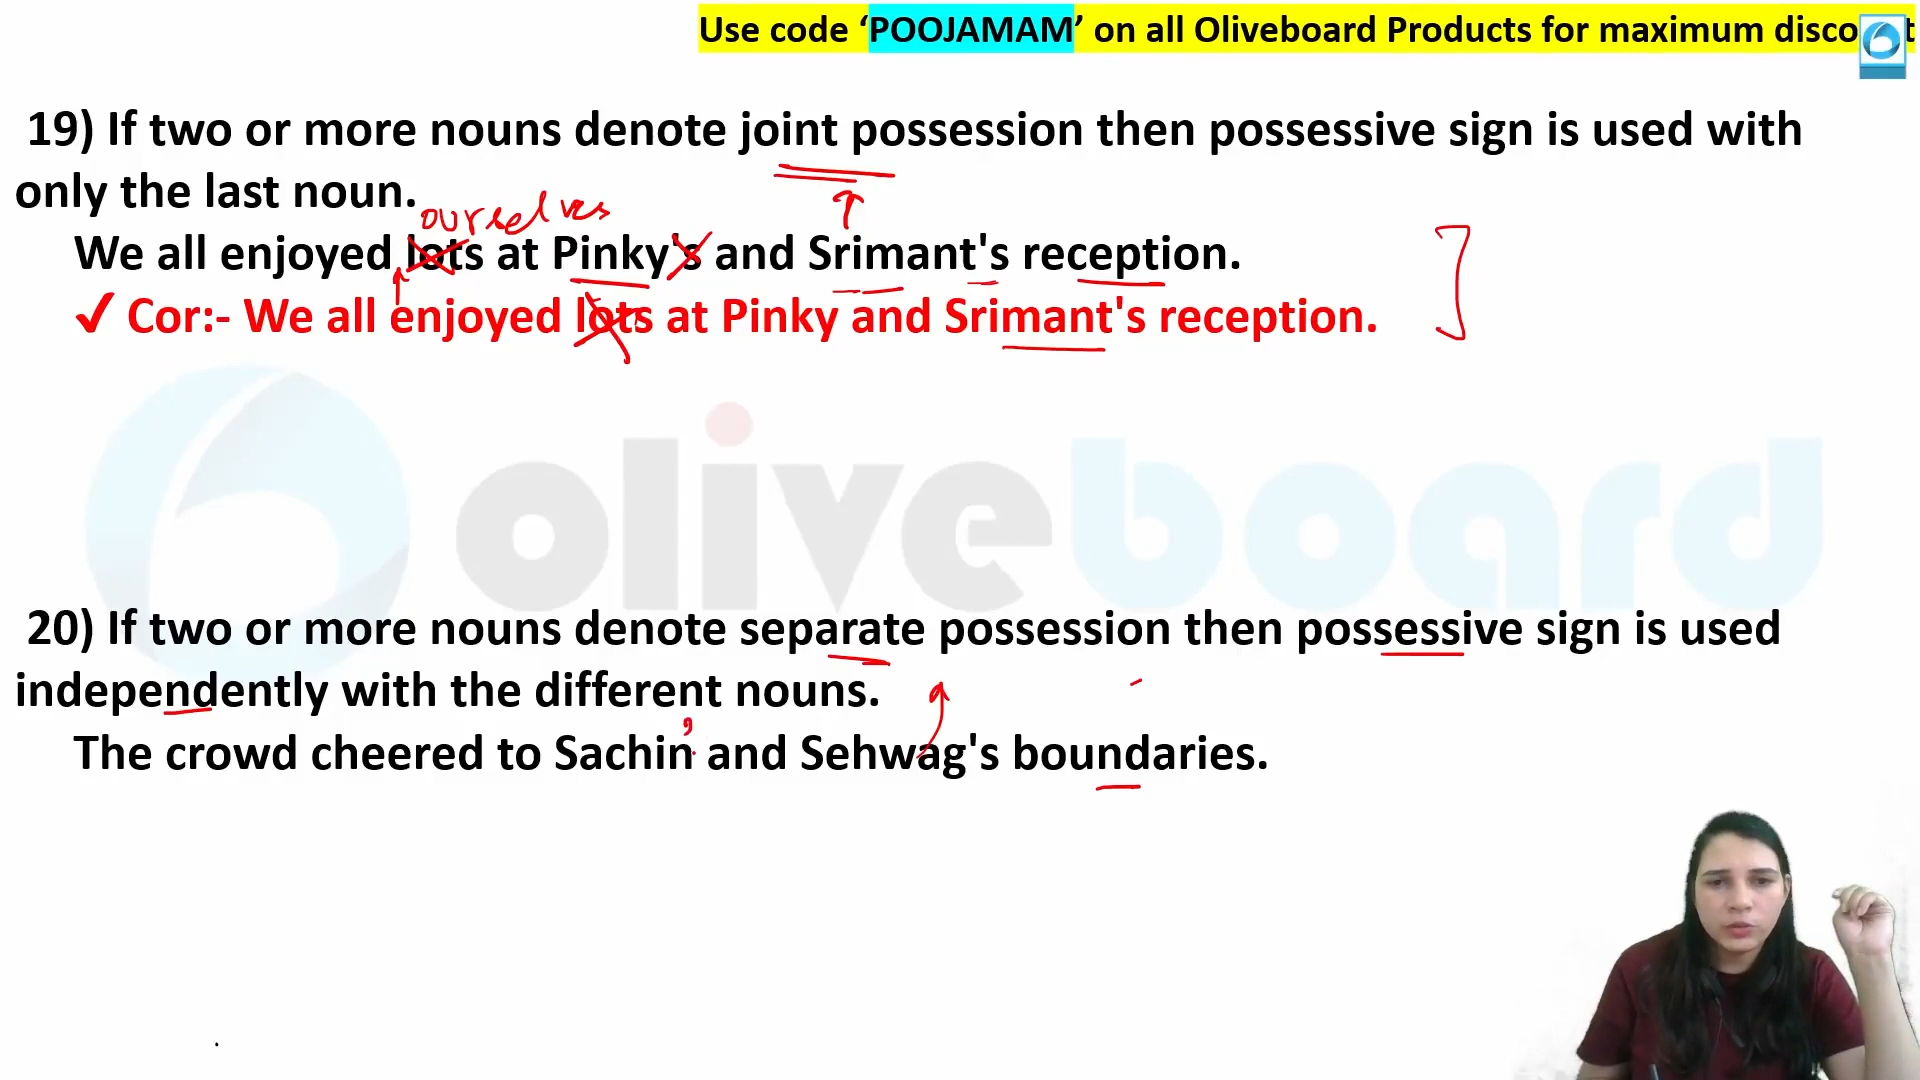 Use code ‘POOJAMAM’ on all Oliveboard Products for maximum disco t
19) If two or more nouns denote joint possession then possessive sign is used with
only the last noun.
ourselves
We all enjoyed lots at Pinky's and Srimant's reception.
✓ Cor:- We all enjoyed lots at Pinky and Srimant's reception.
oliveboard
20) If two or more nouns denote separate possession then possessive sign is used
independently with the different nouns.
The crowd cheered to Sachin' and Sehwag's boundaries.